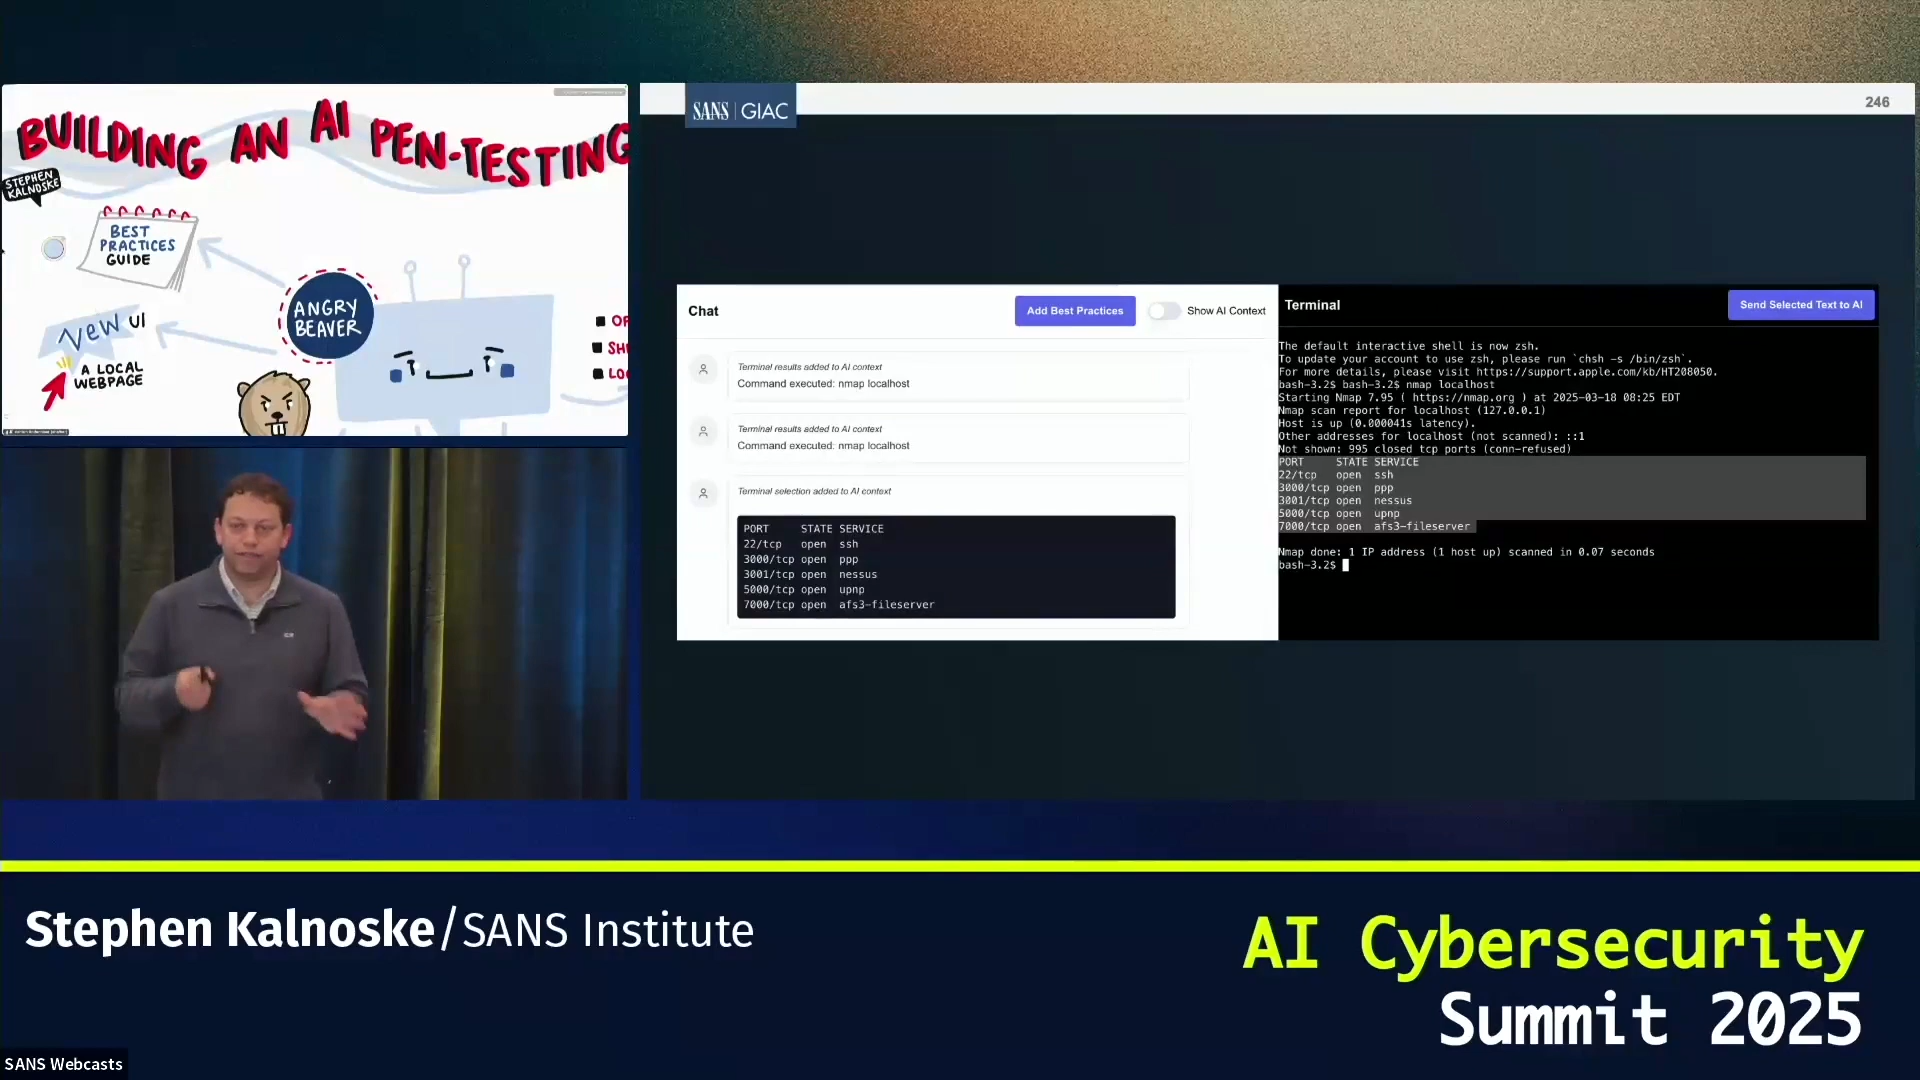 BUILDING AN AI PEN-TESTING
STEPHEN
KALNOSKE
BEST
PRACTICES
GUIDE
ANGRY
BEAVER
NEW UI
A LOCAL
WEBPAGE
SANS | GIAC
246
Chat
Add Best Practices
Show AI Context
Terminal results added to AI context
Command executed: nmap localhost
Terminal results added to AI context
Command executed: nmap localhost
Terminal selection added to AI context
PORT STATE SERVICE
22/tcp open ssh
3000/tcp open ppp
3001/tcp open nessus
5000/tcp open upnp
7000/tcp open afs3-fileserver
Terminal
Send Selected Text to AI
The default interactive shell is now zsh.
To update your account to use zsh, please run `chsh -s /bin/zsh`.
For more details, please visit https://support.apple.com/kb/HT208050.
bash-3.2$ bash-3.2$ nmap localhost
Starting Nmap 7.95 ( https://nmap.org ) at 2025-03-18 08:25 EDT
Nmap scan report for localhost (127.0.0.1)
Host is up (0.000041s latency).
Other addresses for localhost (not scanned): ::1
Not shown: 995 closed tcp ports (conn-refused)
PORT STATE SERVICE
22/tcp open ssh
3000/tcp open ppp
3001/tcp open nessus
5000/tcp open upnp
7000/tcp open afs3-fileserver
Nmap done: 1 IP address (1 host up) scanned in 0.07 seconds
bash-3.2$
Stephen Kalnoske/SANS Institute
AI Cybersecurity
Summit 2025
SANS Webcasts